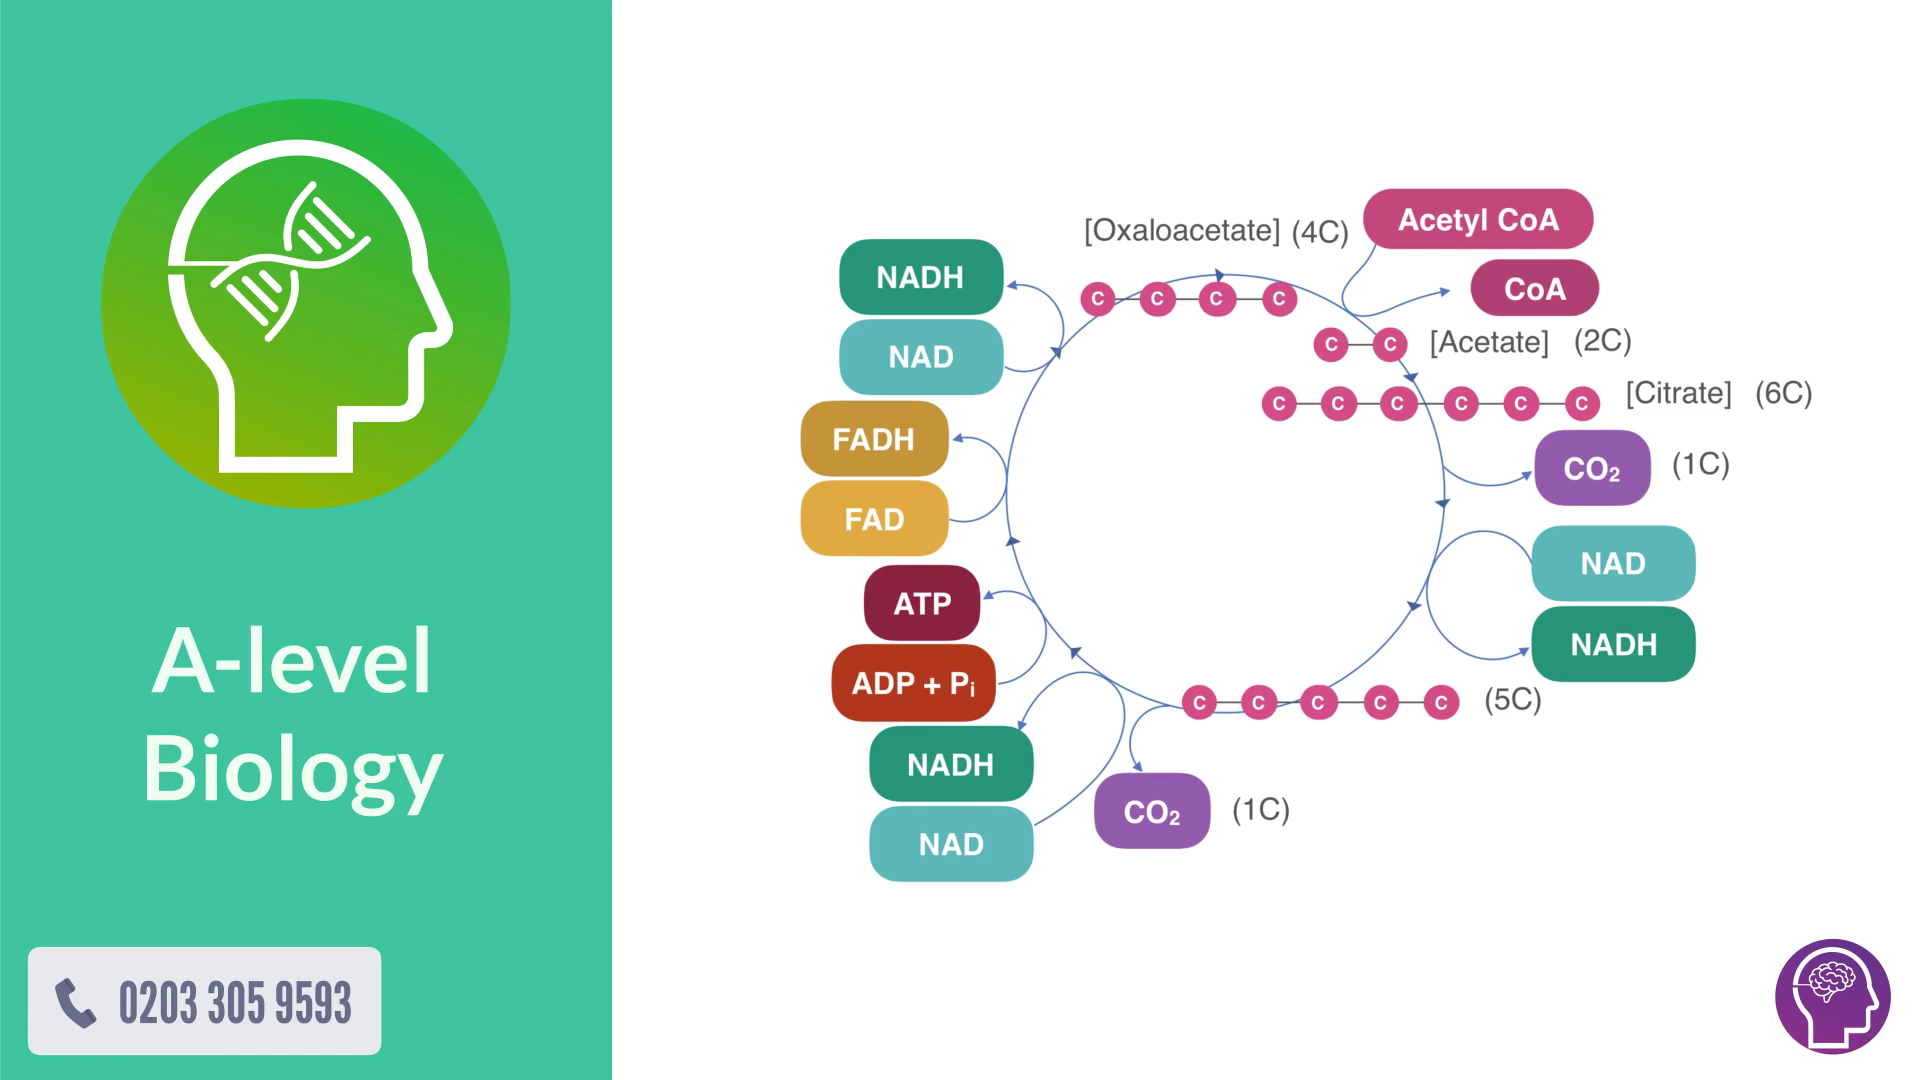 A-level
Biology
0203 305 9593
[Oxaloacetate] (4C)
Acetyl CoA
CoA
C C C C
C C
[Acetate] (2C)
C C C C C C
[Citrate] (6C)
CO₂ (1C)
NAD
NADH
C C C C C
(5C)
CO₂ (1C)
NADH
NAD
FADH
FAD
ATP
ADP + Pᵢ
NADH
NAD